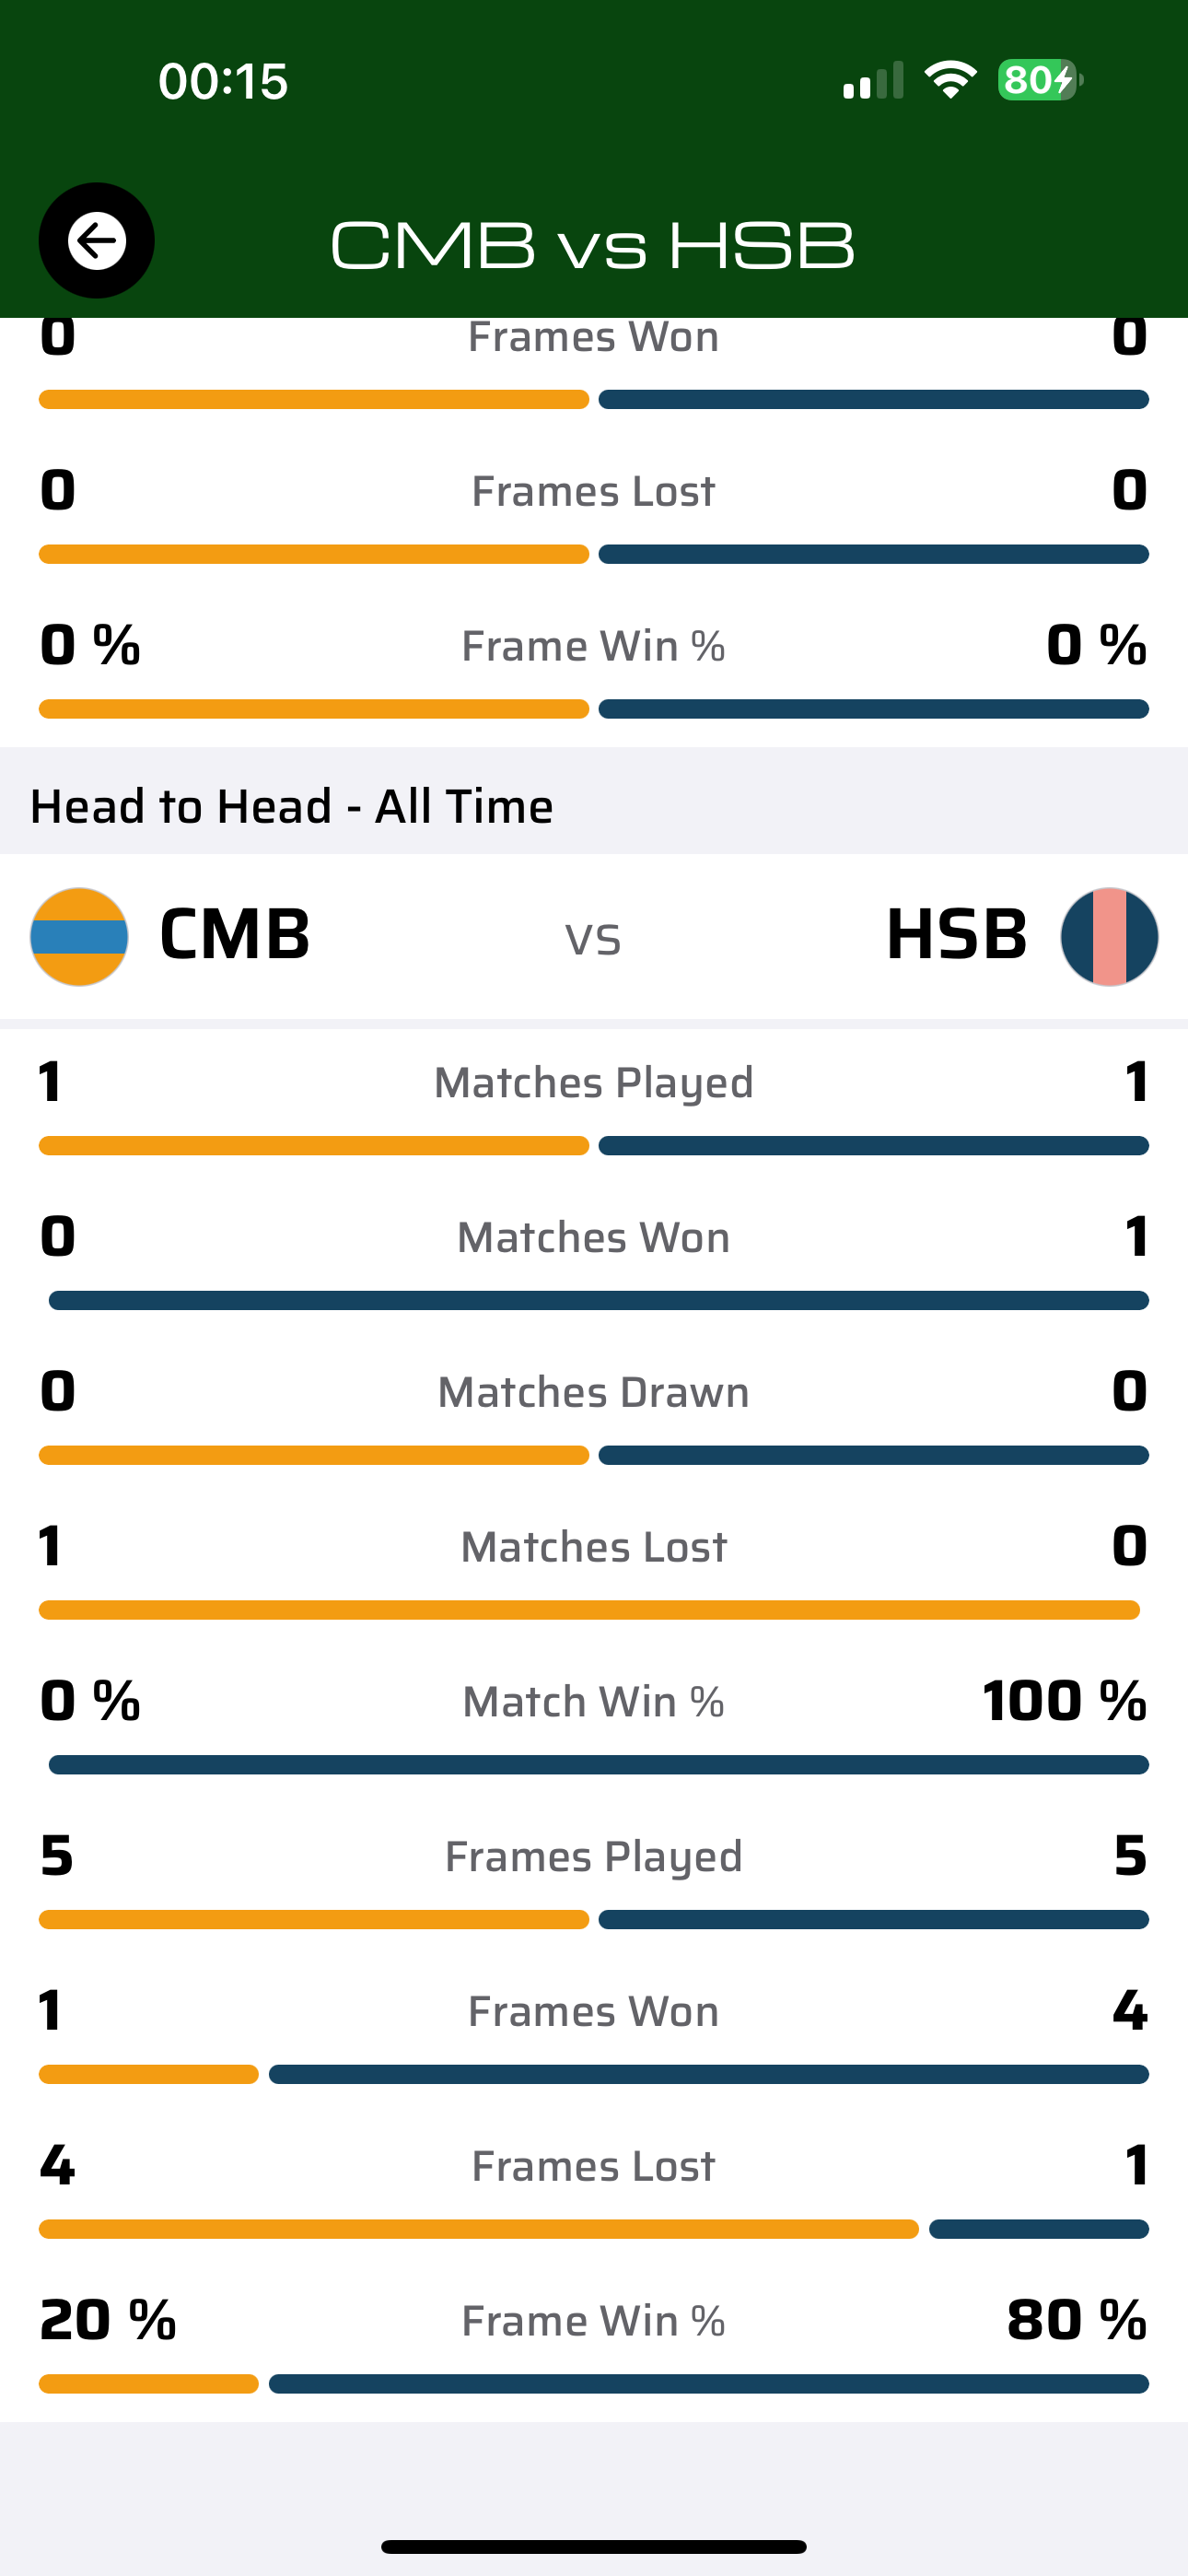 00:15
80
CMB vs HSB
0 Frames Won 0
0 Frames Lost 0
0 % Frame Win % 0 %
Head to Head - All Time
CMB vs HSB
1 Matches Played 1
0 Matches Won 1
0 Matches Drawn 0
1 Matches Lost 0
0 % Match Win % 100 %
5 Frames Played 5
1 Frames Won 4
4 Frames Lost 1
20 % Frame Win % 80 %